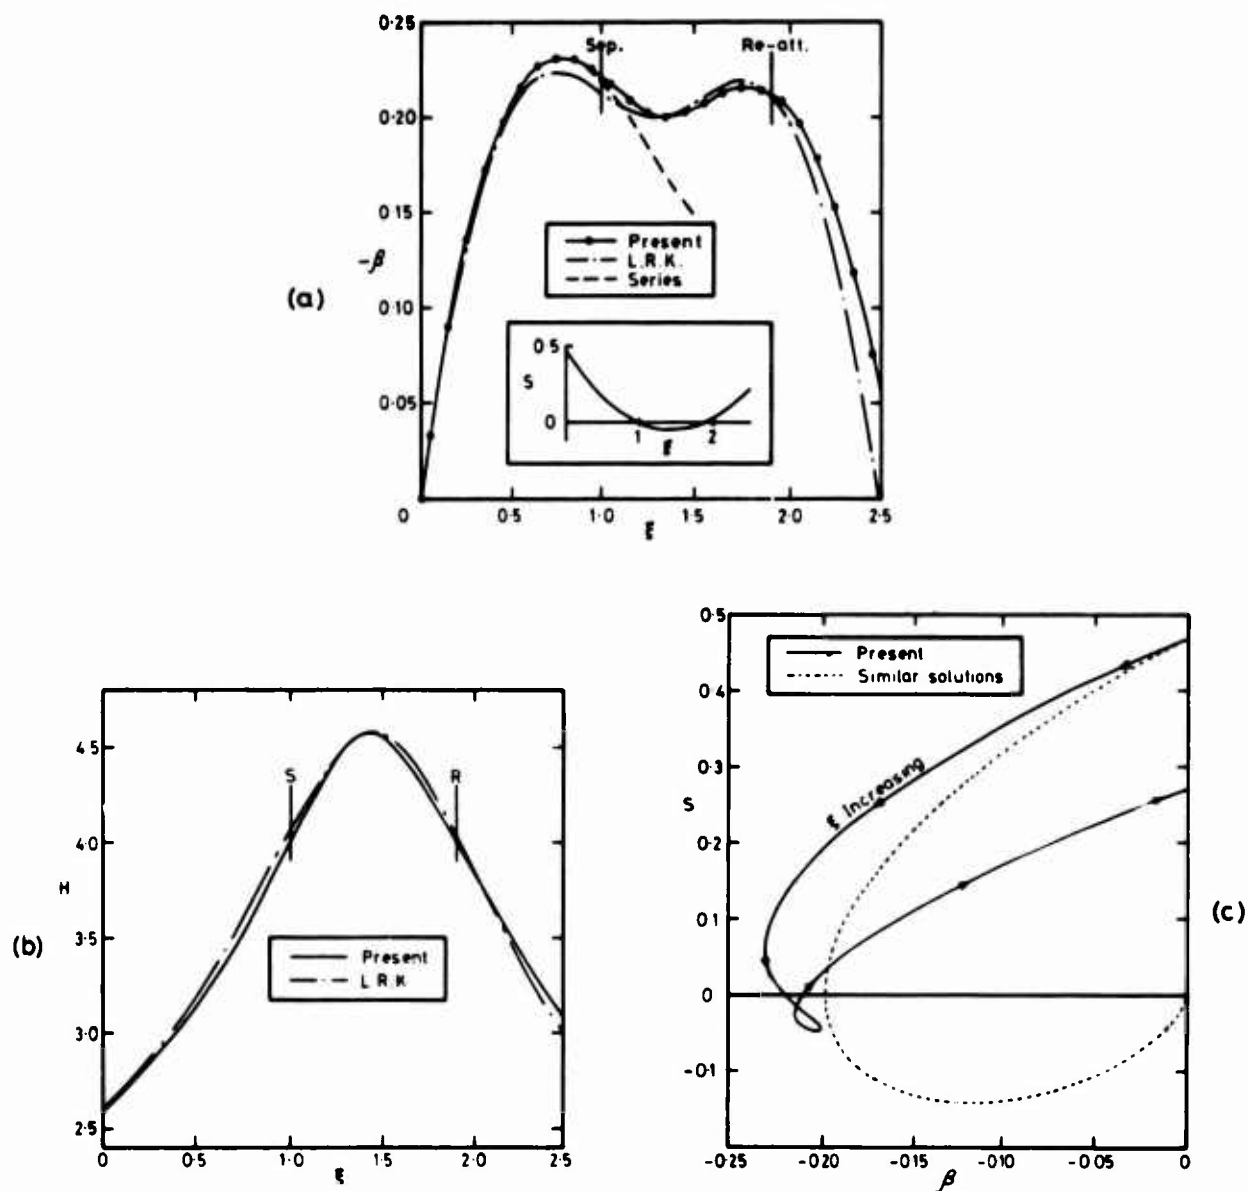 (a)
0·25
0·20
0·15
0·10
0·05
0
-β
Sep.
Re-att.
Present
L.R.K.
Series
0·5
S
0
1
2
ξ
0·5
1·0
1·5
2·0
2·5
ξ
(b)
4·5
4·0
3·5
3·0
2·5
H
S
R
Present
L R K
0
0·5
1·0
1·5
2·0
2·5
ξ
(c)
0·5
0·4
0·3
0·2
0·1
0
-0·1
S
Present
Similar solutions
ξ Increasing
-0·25
-0·20
-0·15
-0·10
-0·05
0
β